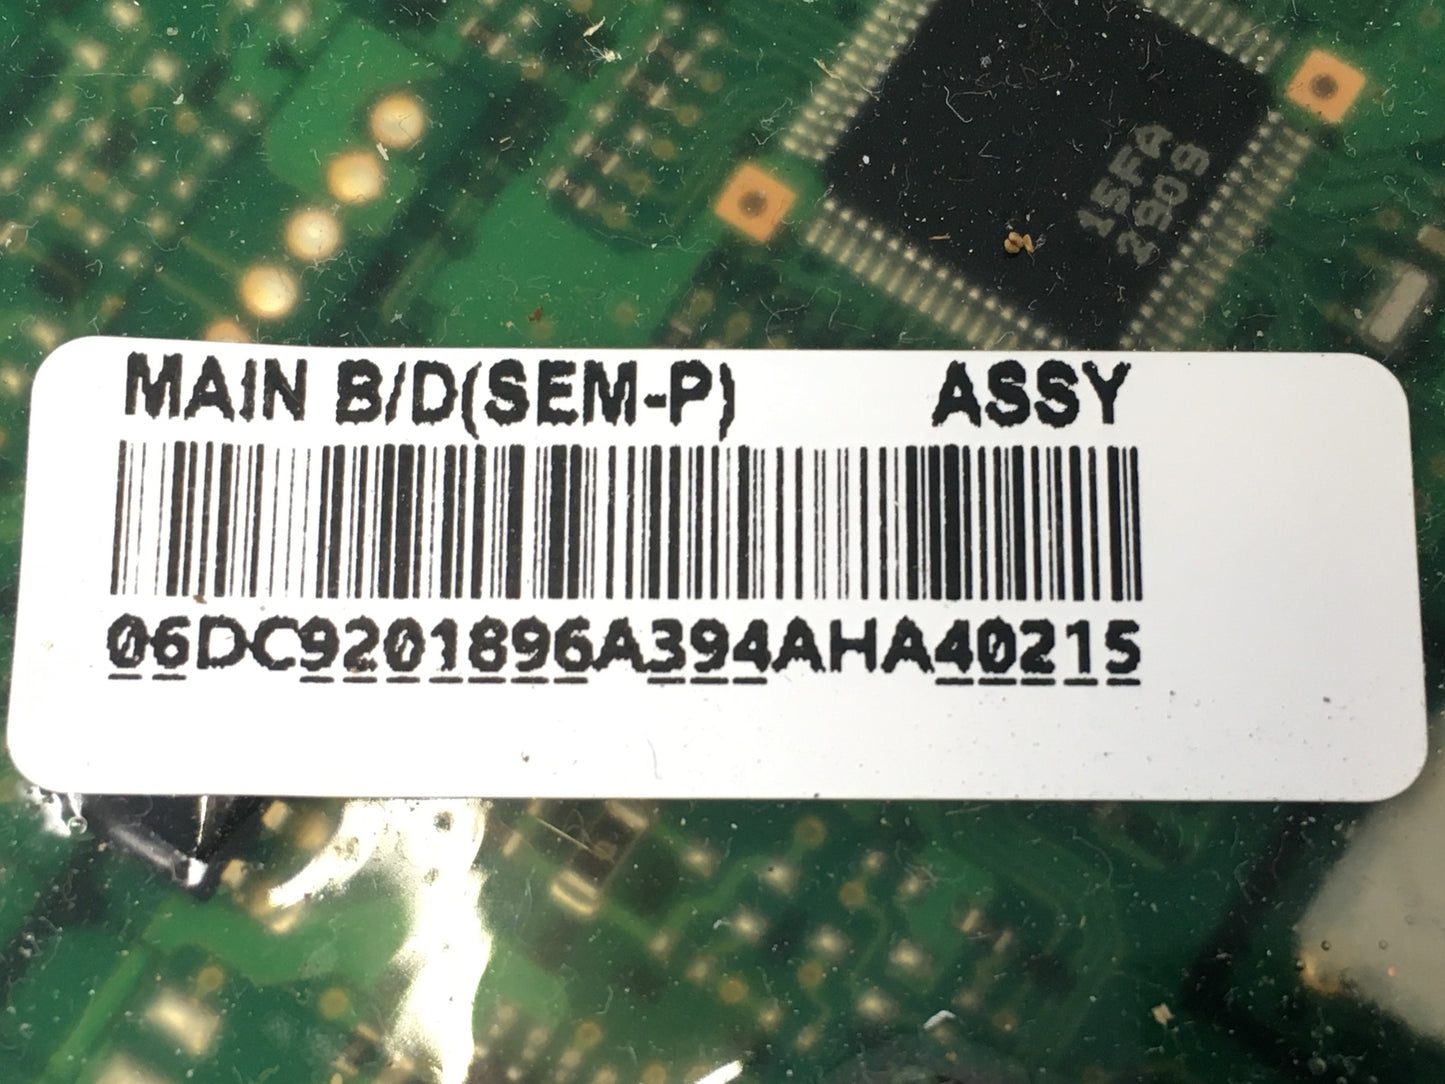 15FA
2909
MAIN B/D(SEM-P) ASSY
06DC9201896A394AHA40215